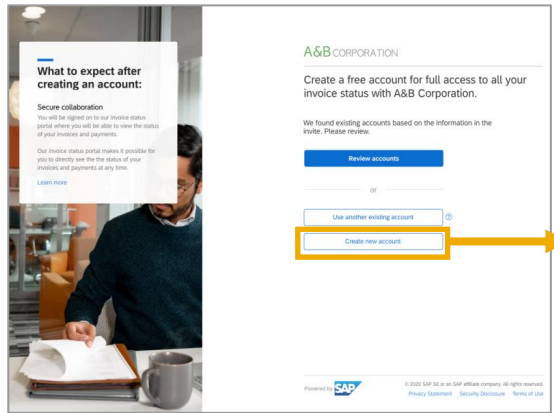 What to expect after
creating an account:
Secure collaboration
You will be signed on to our invoice status
portal where you will be able to view the status
of your invoices and payments.
Our invoice status portal makes it possible for
you to directly see the the status of your
invoices and payments at any time.
Learn more
A&B CORPORATION
Create a free account for full access to all your
invoice status with A&B Corporation.
We found existing accounts based on the information in the
invite. Please review.
Review accounts
or
Use another existing account
Create new account
Powered by SAP
© 2020 SAP SE or an SAP affiliate company. All rights reserved.
Privacy Statement Security Disclosure Terms of Use